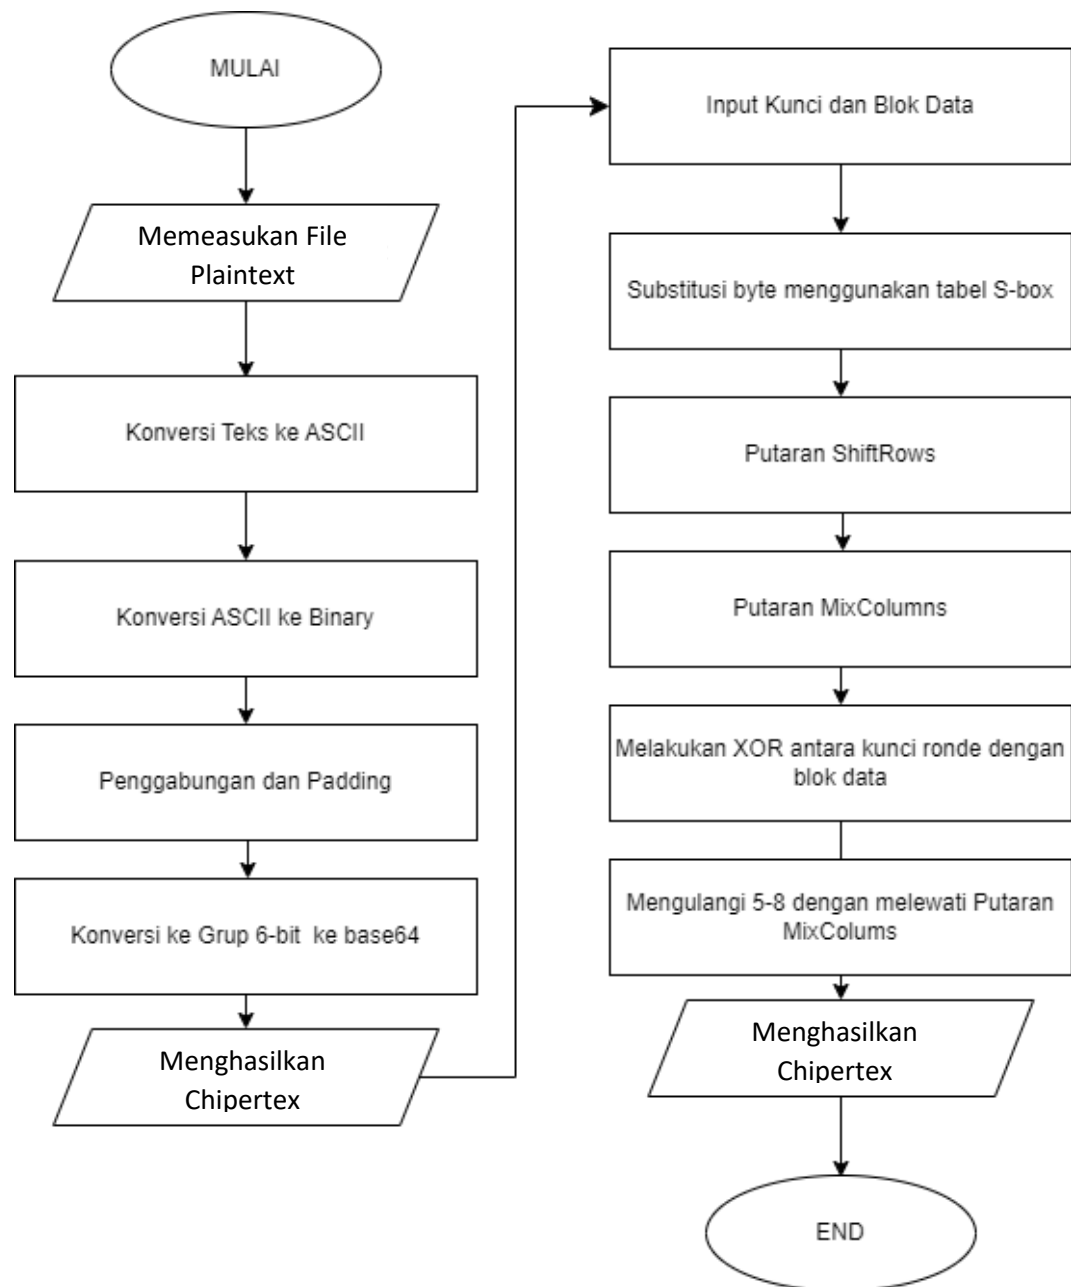 MULAI
Memeasukan File
Plaintext
Konversi Teks ke ASCII
Konversi ASCII ke Binary
Penggabungan dan Padding
Konversi ke Grup 6-bit ke base64
Menghasilkan
Chipertex
Input Kunci dan Blok Data
Substitusi byte menggunakan tabel S-box
Putaran ShiftRows
Putaran MixColumns
Melakukan XOR antara kunci ronde dengan
blok data
Mengulangi 5-8 dengan melewati Putaran
MixColums
Menghasilkan
Chipertex
END